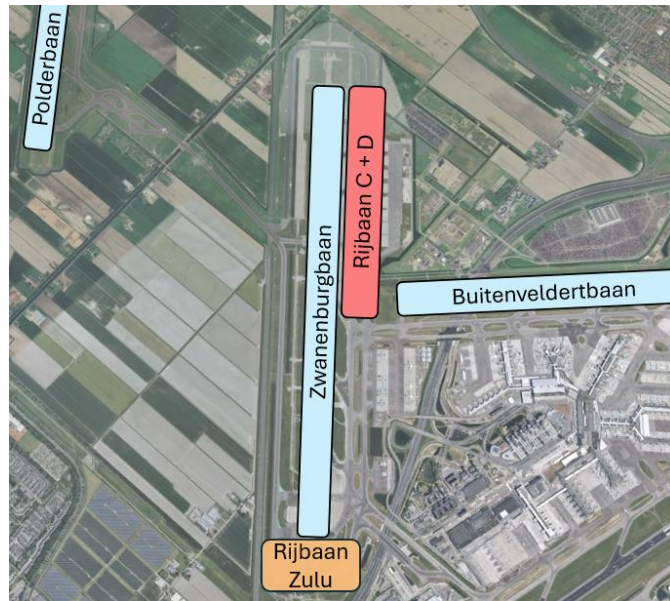 Polderbaan
Zwanenburgbaan
Rijbaan C + D
Buitenveldertbaan
Rijbaan
Zulu